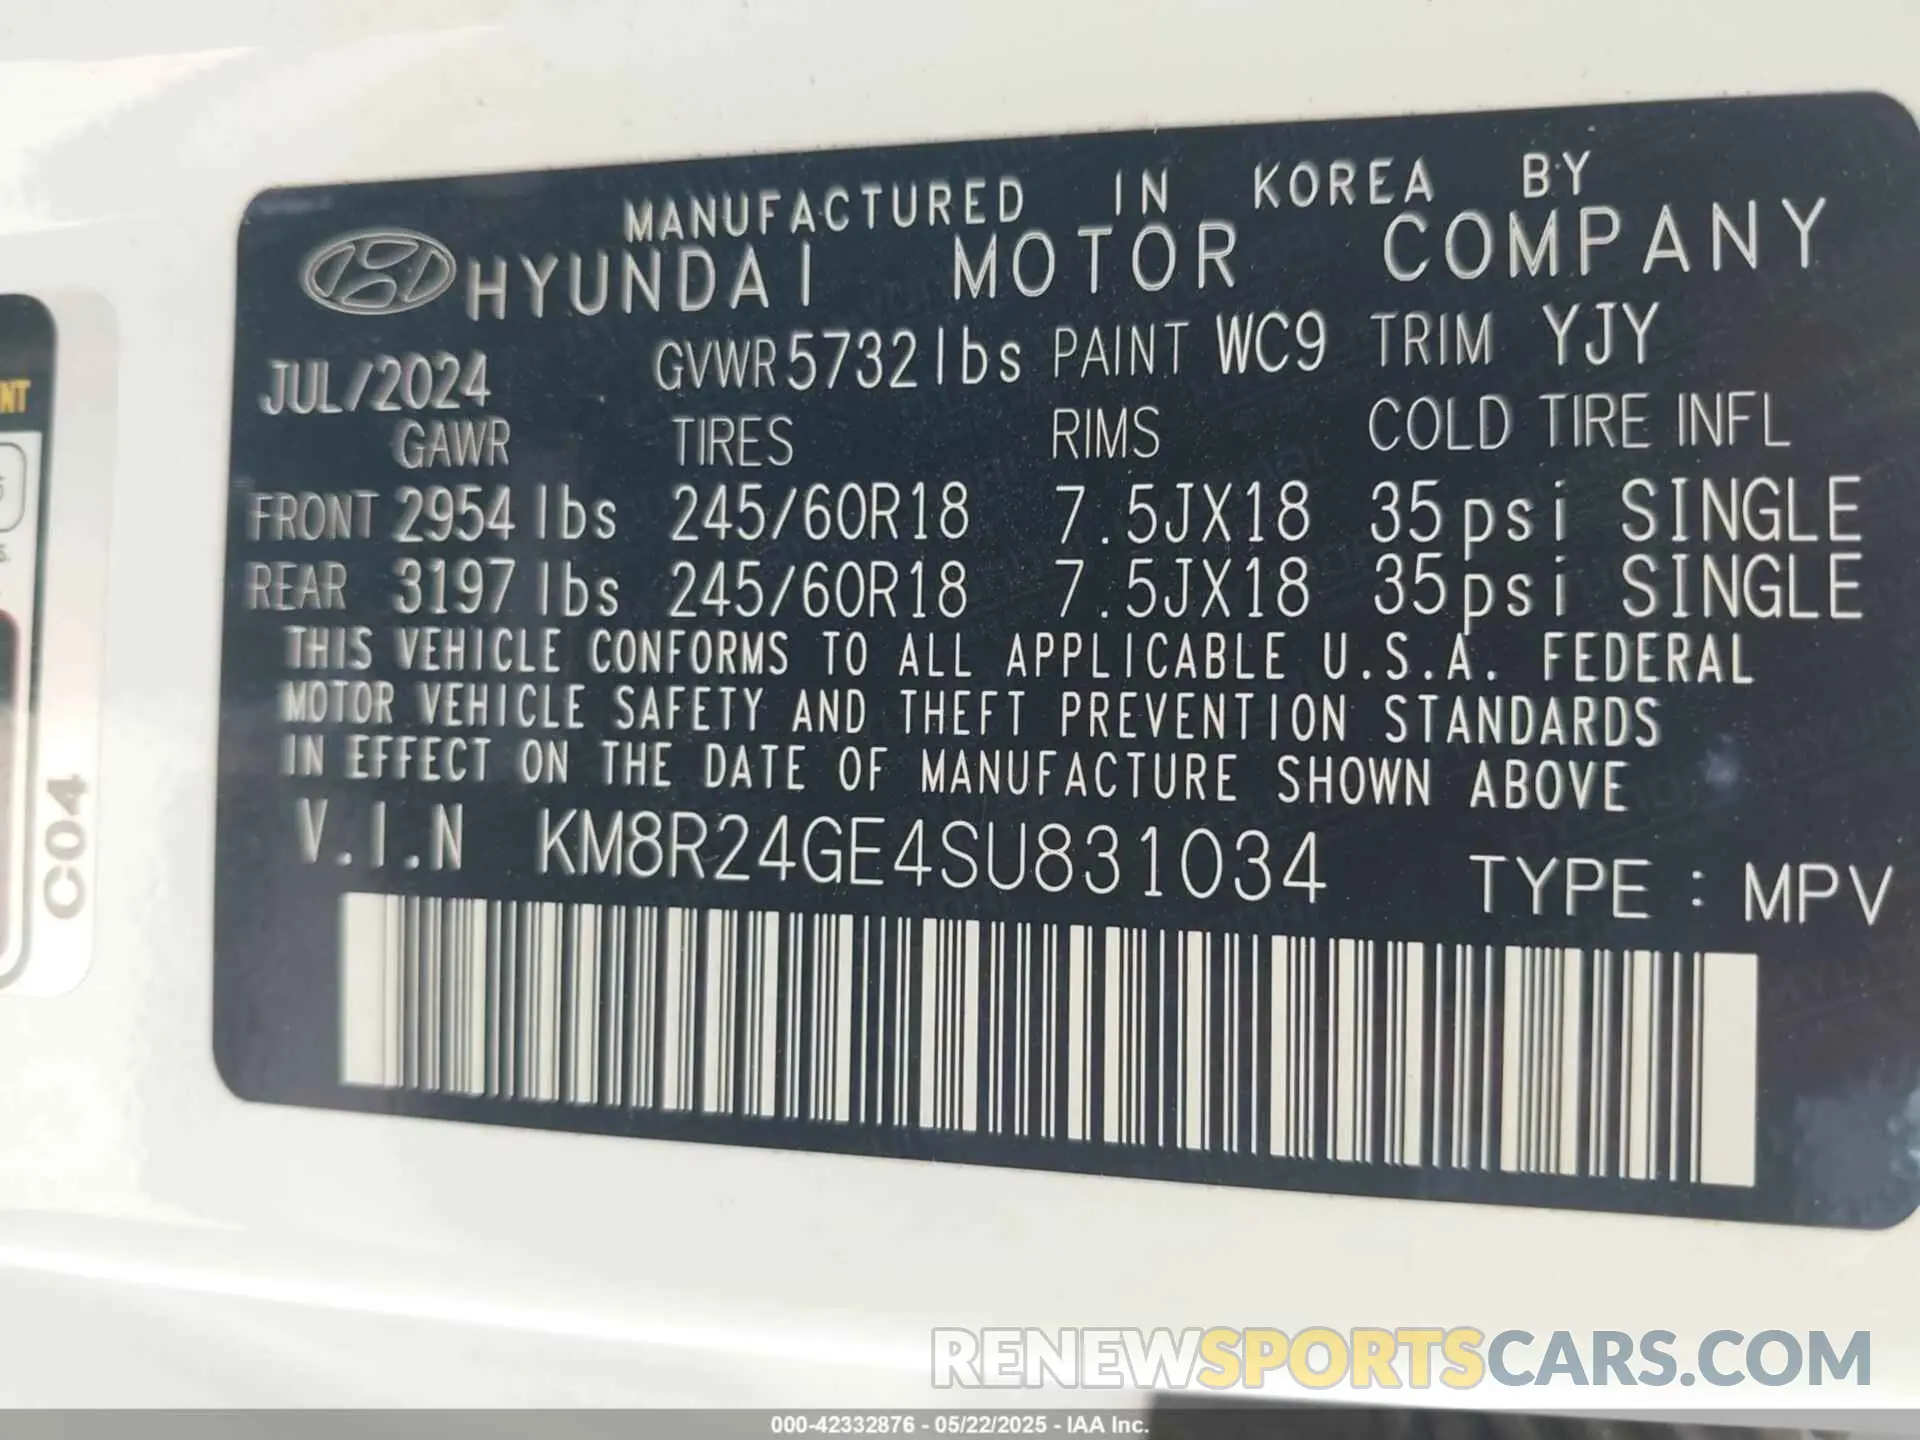 MANUFACTURED IN KOREA BY
HYUNDAI MOTOR COMPANY
JUL/2024 GVWR 5732 lbs PAINT WC9 TRIM YJY
GAWR TIRES RIMS COLD TIRE INFL
FRONT 2954 lbs 245/60R18 7.5JX18 35psi SINGLE
REAR 3197 lbs 245/60R18 7.5JX18 35psi SINGLE
THIS VEHICLE CONFORMS TO ALL APPLICABLE U.S.A. FEDERAL
MOTOR VEHICLE SAFETY AND THEFT PREVENTION STANDARDS
IN EFFECT ON THE DATE OF MANUFACTURE SHOWN ABOVE
V.I.N KM8R24GE4SU831034 TYPE : MPV
NT
C04
RENEWSPORTSCARS.COM
000-42332876 - 05/22/2025 - IAA Inc.